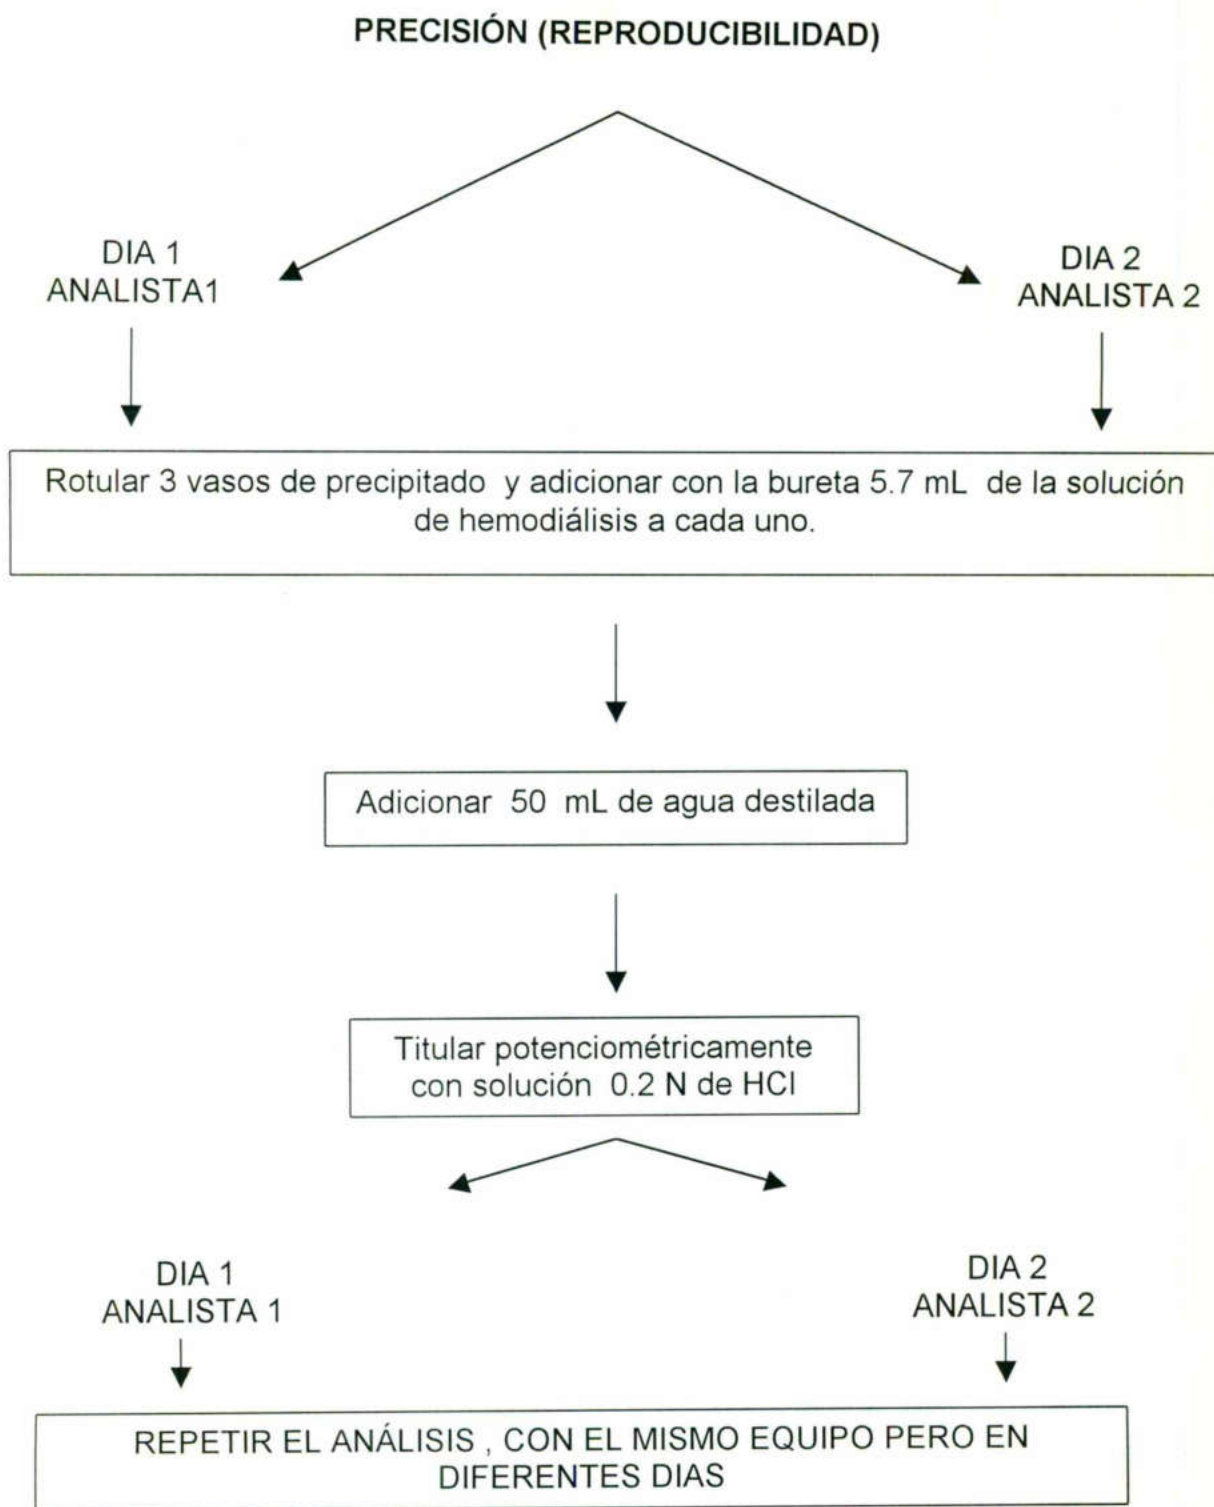 PRECISIÓN (REPRODUCIBILIDAD)
DIA 1
ANALISTA1
DIA 2
ANALISTA 2
Rotular 3 vasos de precipitado y adicionar con la bureta 5.7 mL de la solución
de hemodiálisis a cada uno.
Adicionar 50 mL de agua destilada
Titular potenciométricamente
con solución 0.2 N de HCl
DIA 1
ANALISTA 1
DIA 2
ANALISTA 2
REPETIR EL ANÁLISIS , CON EL MISMO EQUIPO PERO EN
DIFERENTES DIAS